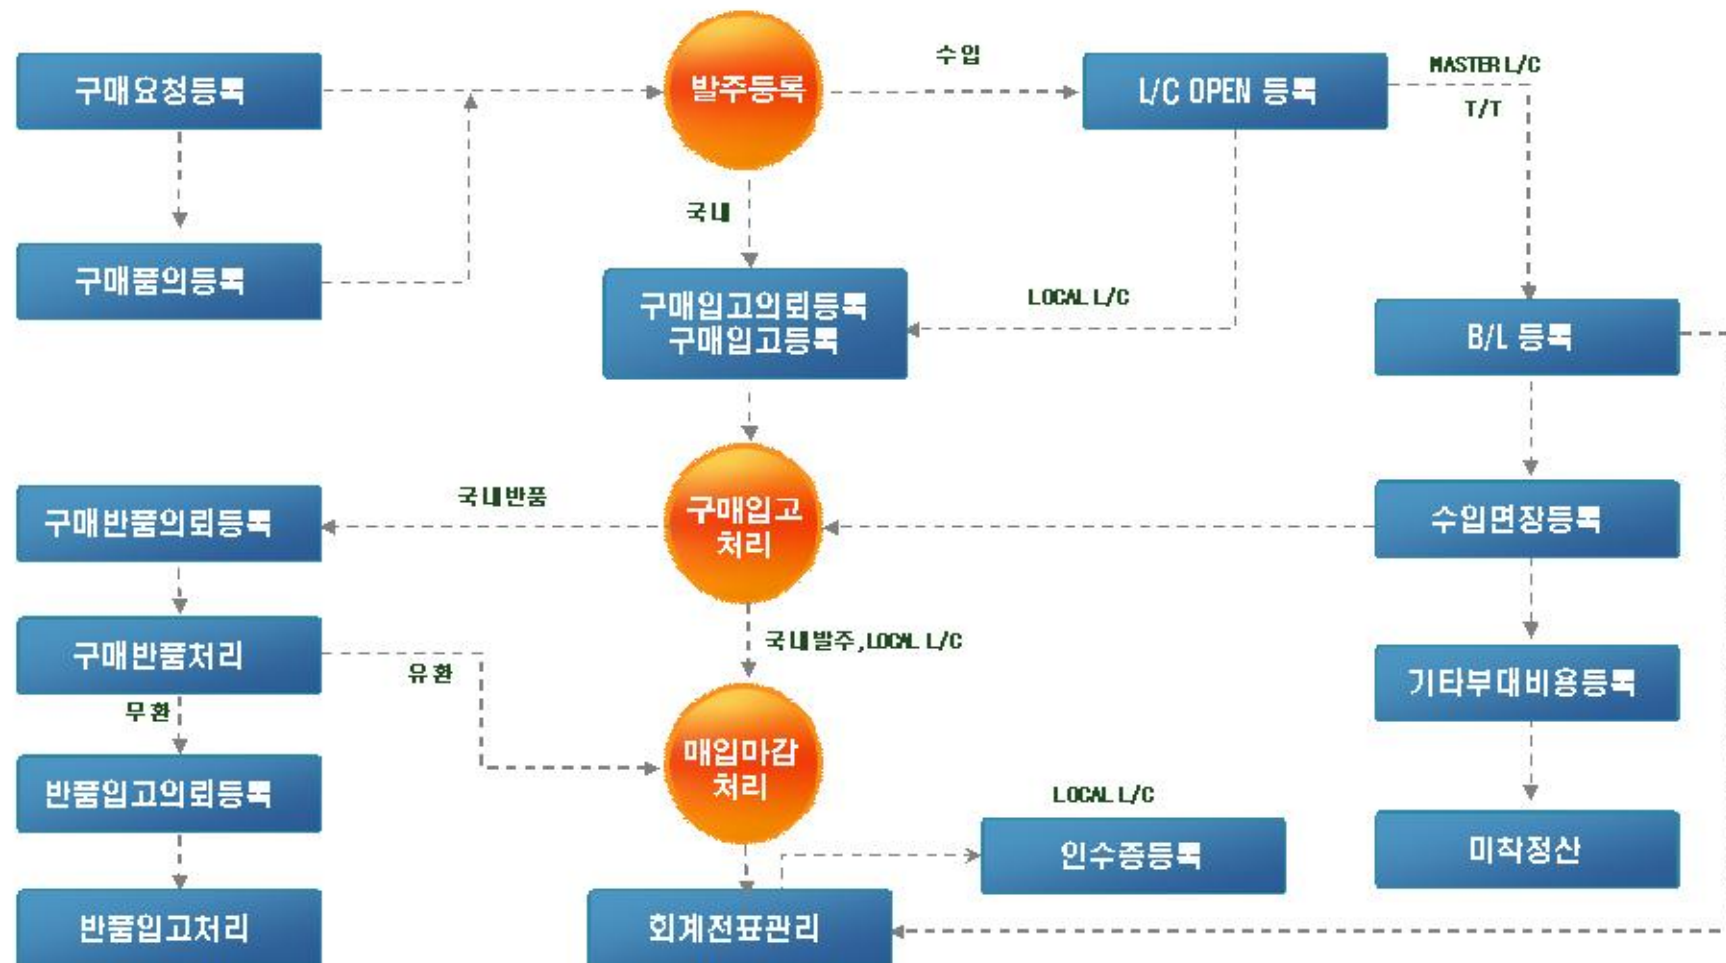 구매요청등록
발주등록
수입
L/C OPEN 등록
MASTER L/C
T/T
구매품의등록
국내
구매입고의뢰등록
구매입고등록
LOCAL L/C
B/L 등록
구매반품의뢰등록
국내반품
구매입고
처리
수입면장등록
구매반품처리
유환
국내발주,LOCAL L/C
기타부대비용등록
무환
반품입고의뢰등록
매입마감
처리
LOCAL L/C
인수증등록
미착정산
반품입고처리
회계전표관리